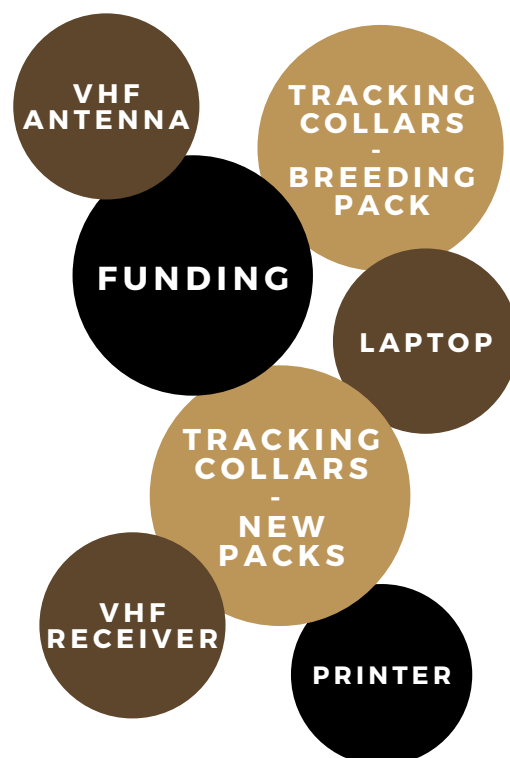 VHF
ANTENNA
TRACKING
COLLARS
-
BREEDING
PACK
FUNDING
LAPTOP
TRACKING
COLLARS
-
NEW
PACKS
VHF
RECEIVER
PRINTER